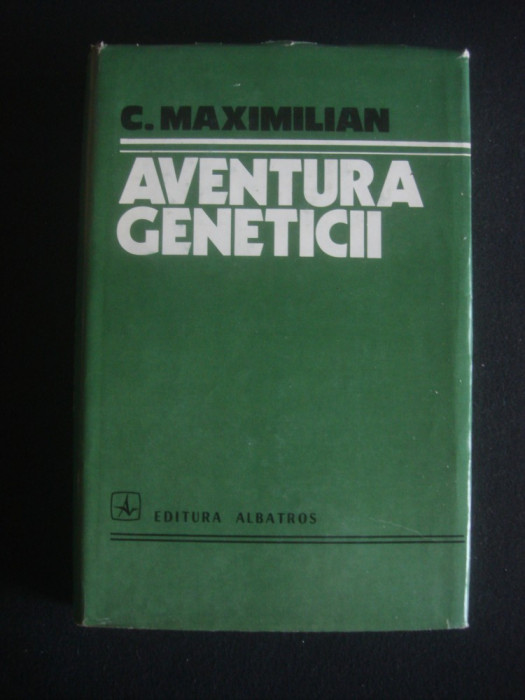 C. MAXIMILIAN
AVENTURA
GENETICII
EDITURA ALBATROS